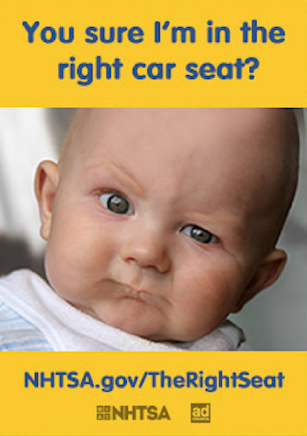 You sure I'm in the
right car seat?
NHTSA.gov/TheRightSeat
NHTSA
ad